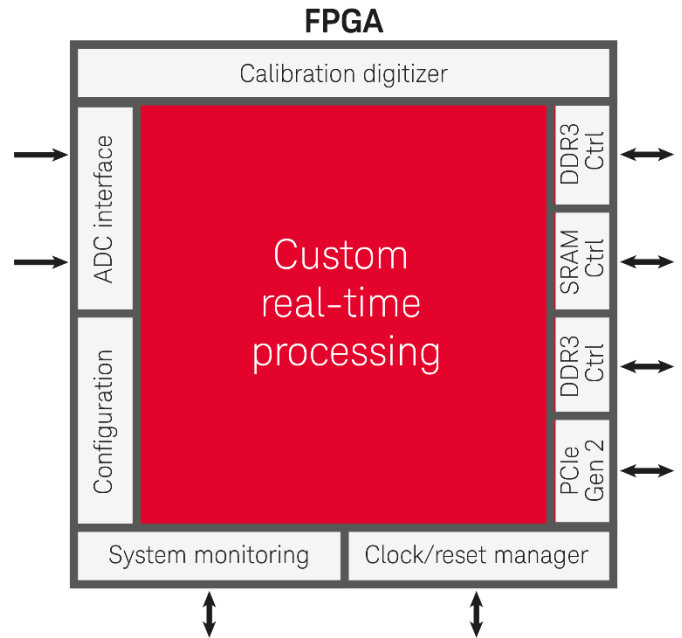 FPGA
Calibration digitizer
ADC interface
Configuration
Custom
real-time
processing
DDR3
Ctrl
SRAM
Ctrl
DDR3
Ctrl
PCIe
Gen 2
System monitoring
Clock/reset manager